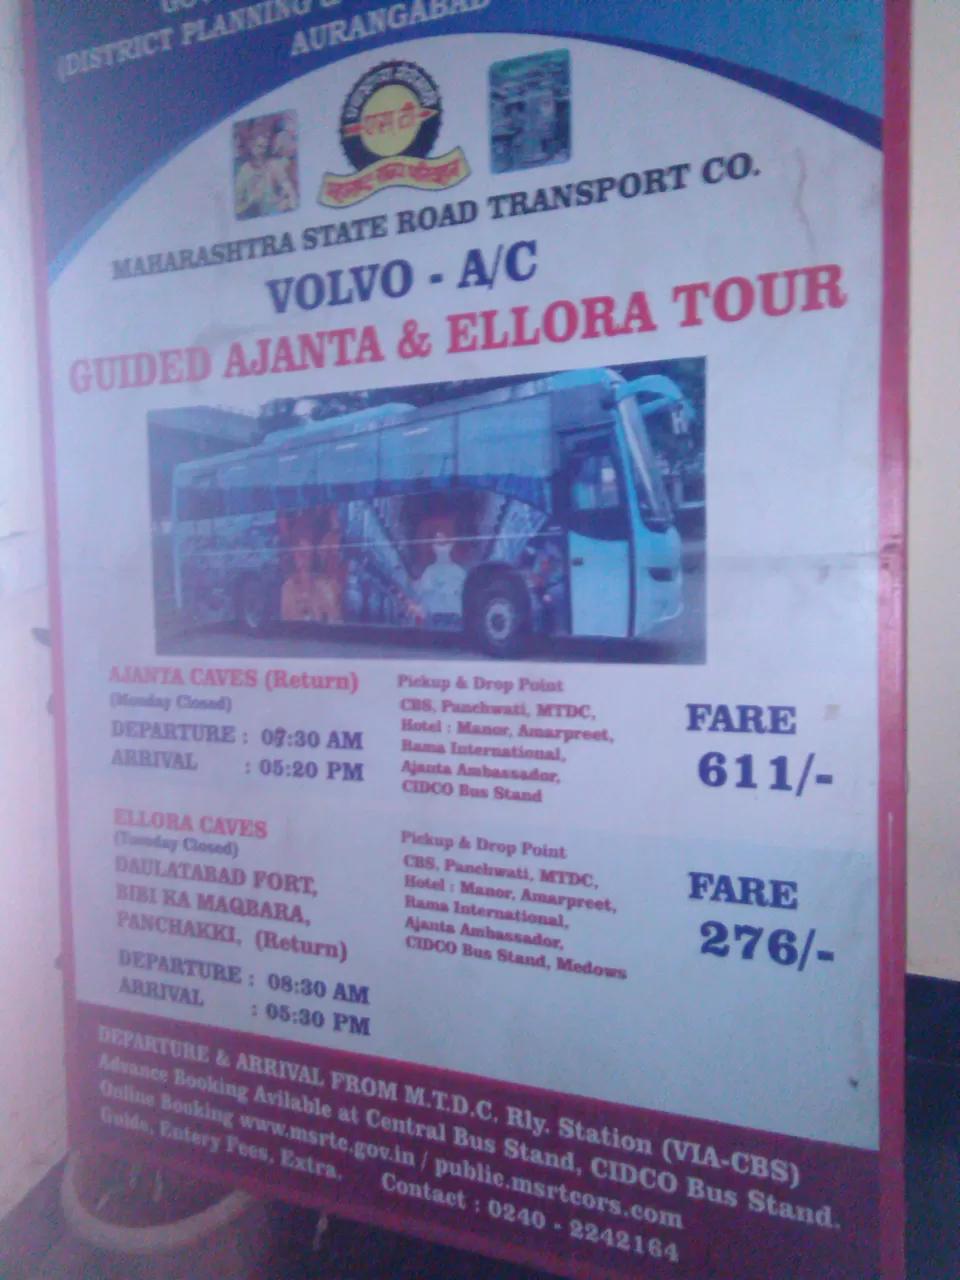 (DISTRICT PLANNING &
AURANGABAD
एस टी
MAHARASHTRA STATE ROAD TRANSPORT CO.
VOLVO - A/C
GUIDED AJANTA & ELLORA TOUR
AJANTA CAVES (Return)
(Monday Closed)
DEPARTURE : 07:30 AM
ARRIVAL : 05:20 PM
Pickup & Drop Point
CBS, Panchwati, MTDC,
Hotel : Manor, Amarpreet,
Rama International,
Ajanta Ambassador,
CIDCO Bus Stand
FARE
611/-
ELLORA CAVES
(Tuesday Closed)
DAULATABAD FORT,
BIBI KA MAQBARA,
PANCHAKKI, (Return)
DEPARTURE : 08:30 AM
ARRIVAL : 05:30 PM
Pickup & Drop Point
CBS, Panchwati, MTDC,
Hotel : Manor, Amarpreet,
Rama International,
Ajanta Ambassador,
CIDCO Bus Stand, Medows
FARE
276/-
DEPARTURE & ARRIVAL FROM M.T.D.C. Rly. Station (VIA-CBS)
Advance Booking Avilable at Central Bus Stand, CIDCO Bus Stand.
Online Booking www.msrtc.gov.in / public.msrtcors.com
Guide, Entery Fees, Extra. Contact : 0240 - 2242164